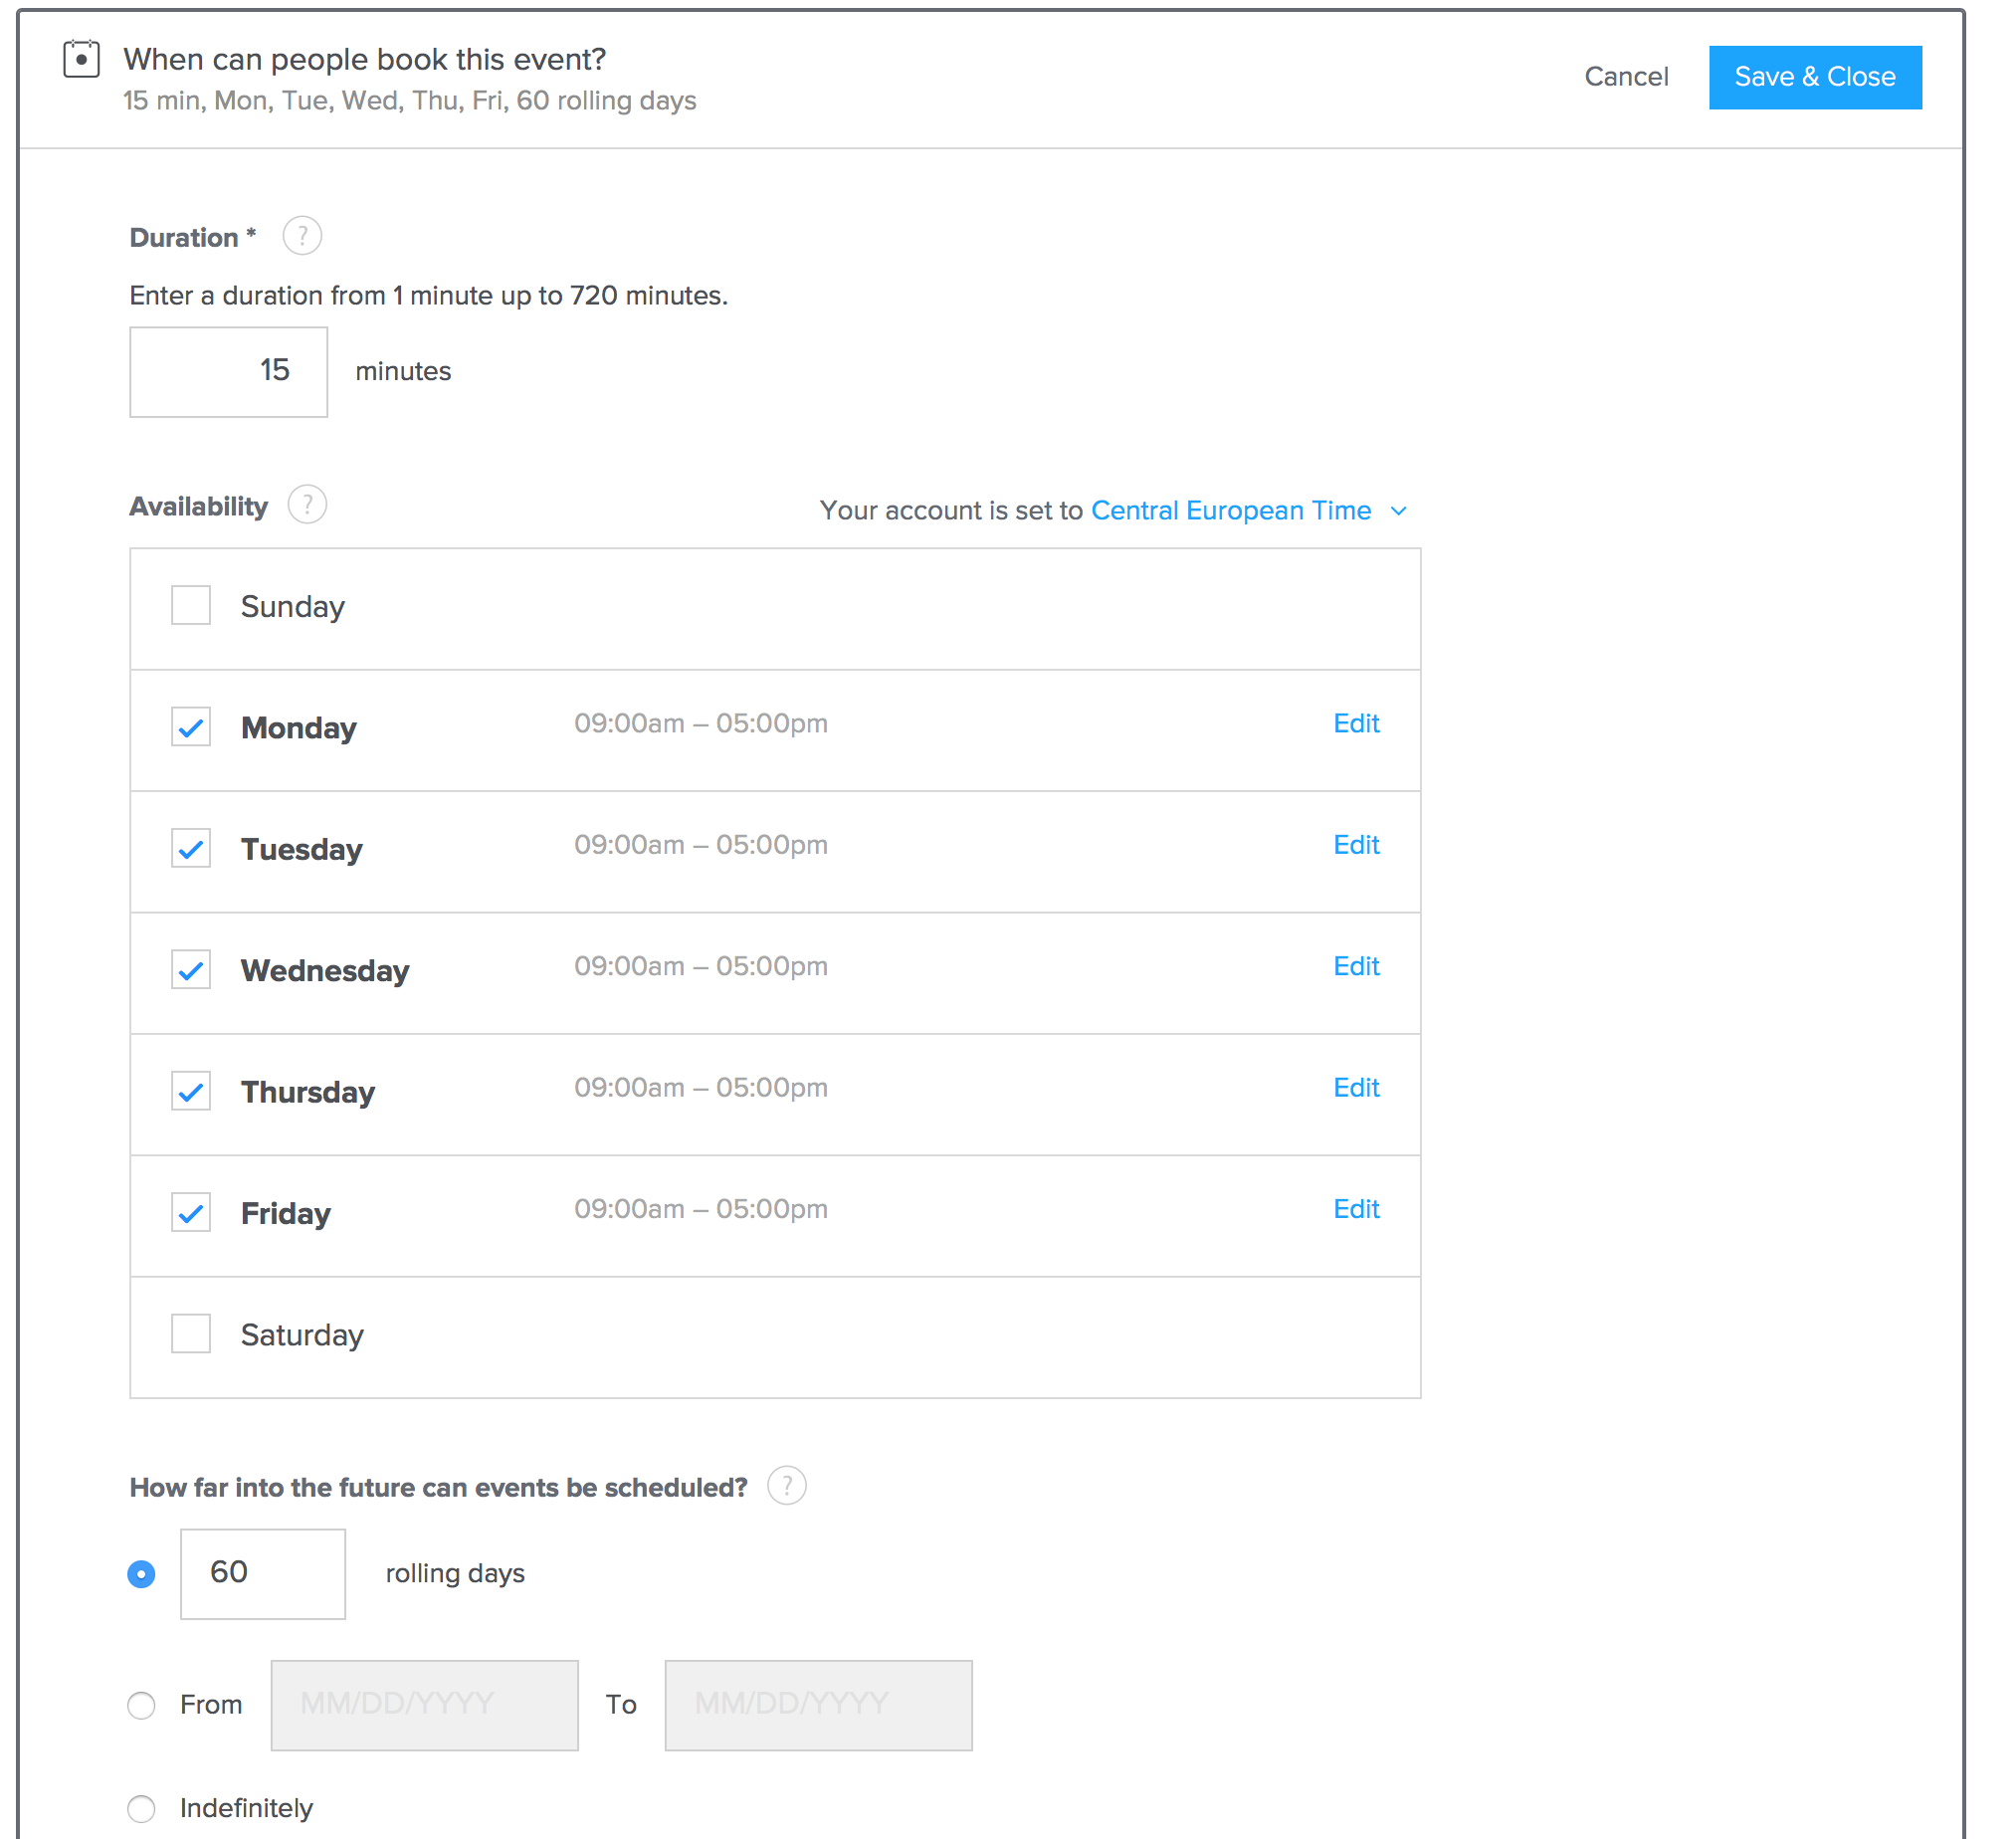 When can people book this event?
15 min, Mon, Tue, Wed, Thu, Fri, 60 rolling days
Cancel
Save & Close
Duration * ?
Enter a duration from 1 minute up to 720 minutes.
15 minutes
Availability ? Your account is set to Central European Time
Sunday
Monday 09:00am – 05:00pm Edit
Tuesday 09:00am – 05:00pm Edit
Wednesday 09:00am – 05:00pm Edit
Thursday 09:00am – 05:00pm Edit
Friday 09:00am – 05:00pm Edit
Saturday
How far into the future can events be scheduled? ?
60 rolling days
From MM/DD/YYYY To MM/DD/YYYY
Indefinitely